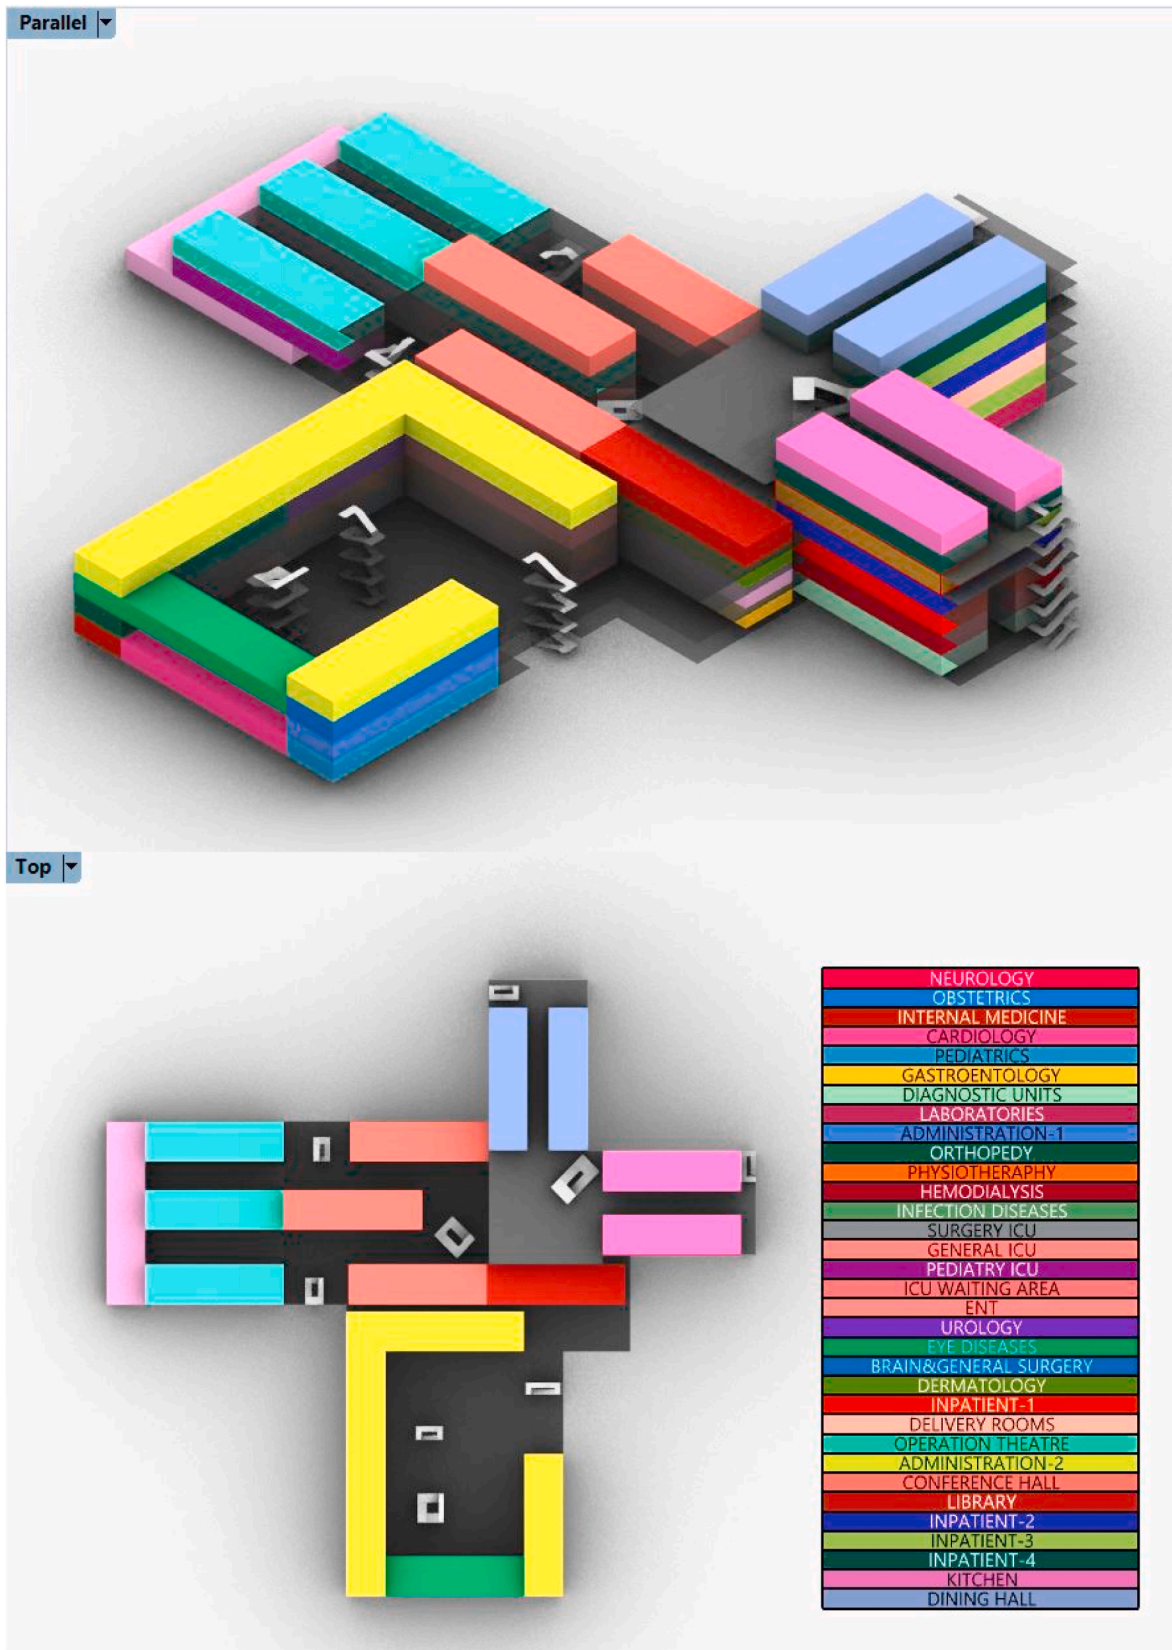 Parallel
Top
NEUROLOGY
OBSTETRICS
INTERNAL MEDICINE
CARDIOLOGY
PEDIATRICS
GASTROENTOLOGY
DIAGNOSTIC UNITS
LABORATORIES
ADMINISTRATION-1
ORTHOPEDY
PHYSIOTHERAPHY
HEMODIALYSIS
INFECTION DISEASES
SURGERY ICU
GENERAL ICU
PEDIATRY ICU
ICU WAITING AREA
ENT
UROLOGY
EYE DISEASES
BRAIN&GENERAL SURGERY
DERMATOLOGY
INPATIENT-1
DELIVERY ROOMS
OPERATION THEATRE
ADMINISTRATION-2
CONFERENCE HALL
LIBRARY
INPATIENT-2
INPATIENT-3
INPATIENT-4
KITCHEN
DINING HALL